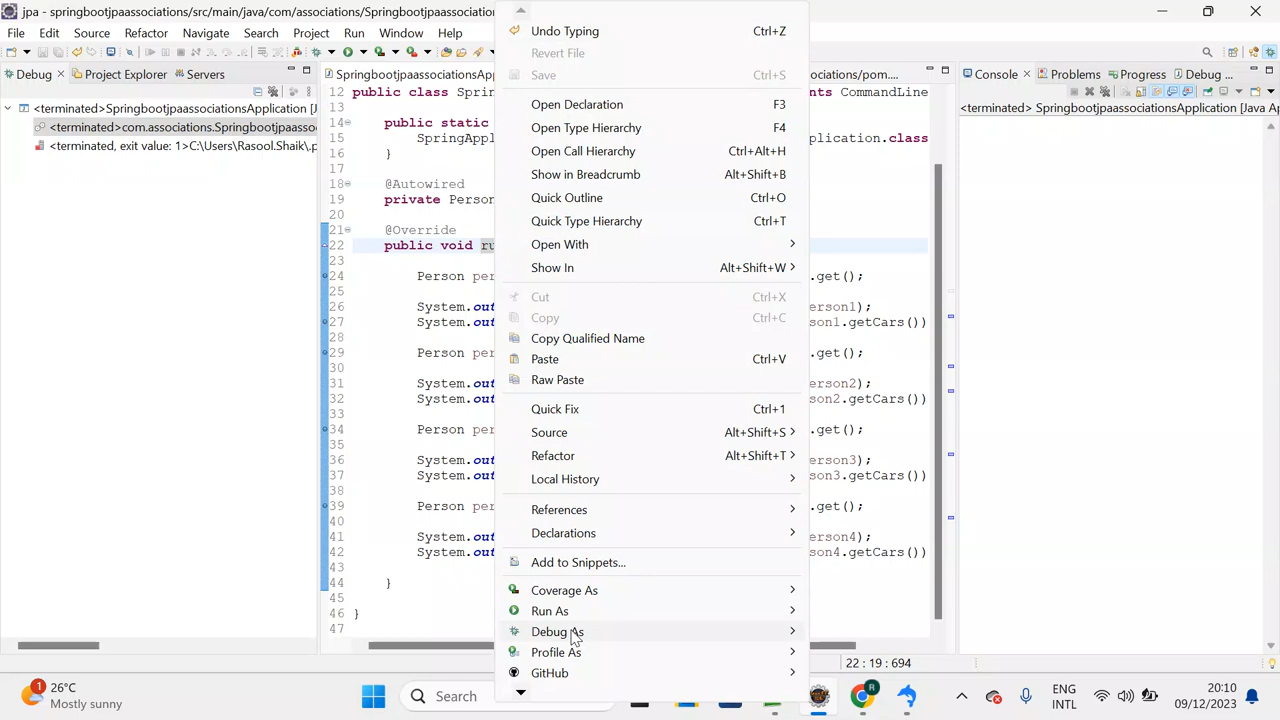 jpa - springbootjpaassociations/src/main/java/com/associations/Springbootjpaassoci
File Edit Source Refactor Navigate Search Project Run Window Help
Debug Project Explorer Servers
<terminated>SpringbootjpaassociationsApplication [J
<terminated>com.associations.Springbootjpaasso
<terminated, exit value: 1>C:\Users\Rasool.Shaik\.p
SpringbootjpaassociationsAp
ociations/pom....
12 public class Spr
ents CommandLine
13
14 public static
15 SpringAppl
plication.class
16 }
17
18 @Autowired
19 private Person
20
21 @Override
22 public void ru
23
24 Person per
.get();
25
26 System.out
erson1);
27 System.out
son1.getCars())
28
29 Person per
.get();
30
31 System.out
erson2);
32 System.out
son2.getCars())
33
34 Person per
.get();
35
36 System.out
erson3);
37 System.out
son3.getCars())
38
39 Person per
.get();
40
41 System.out
erson4);
42 System.out
son4.getCars())
43
44 }
45
46 }
47
Undo Typing Ctrl+Z
Revert File
Save Ctrl+S
Open Declaration F3
Open Type Hierarchy F4
Open Call Hierarchy Ctrl+Alt+H
Show in Breadcrumb Alt+Shift+B
Quick Outline Ctrl+O
Quick Type Hierarchy Ctrl+T
Open With
Show In Alt+Shift+W
Cut Ctrl+X
Copy Ctrl+C
Copy Qualified Name
Paste Ctrl+V
Raw Paste
Quick Fix Ctrl+1
Source Alt+Shift+S
Refactor Alt+Shift+T
Local History
References
Declarations
Add to Snippets...
Coverage As
Run As
Debug As
Profile As
GitHub
Console Problems Progress Debug ...
<terminated> SpringbootjpaassociationsApplication [Java A
22 : 19 : 694
1
26°C
Mostly sunny
Search
R
ENG
INTL
20:10
09/12/2023